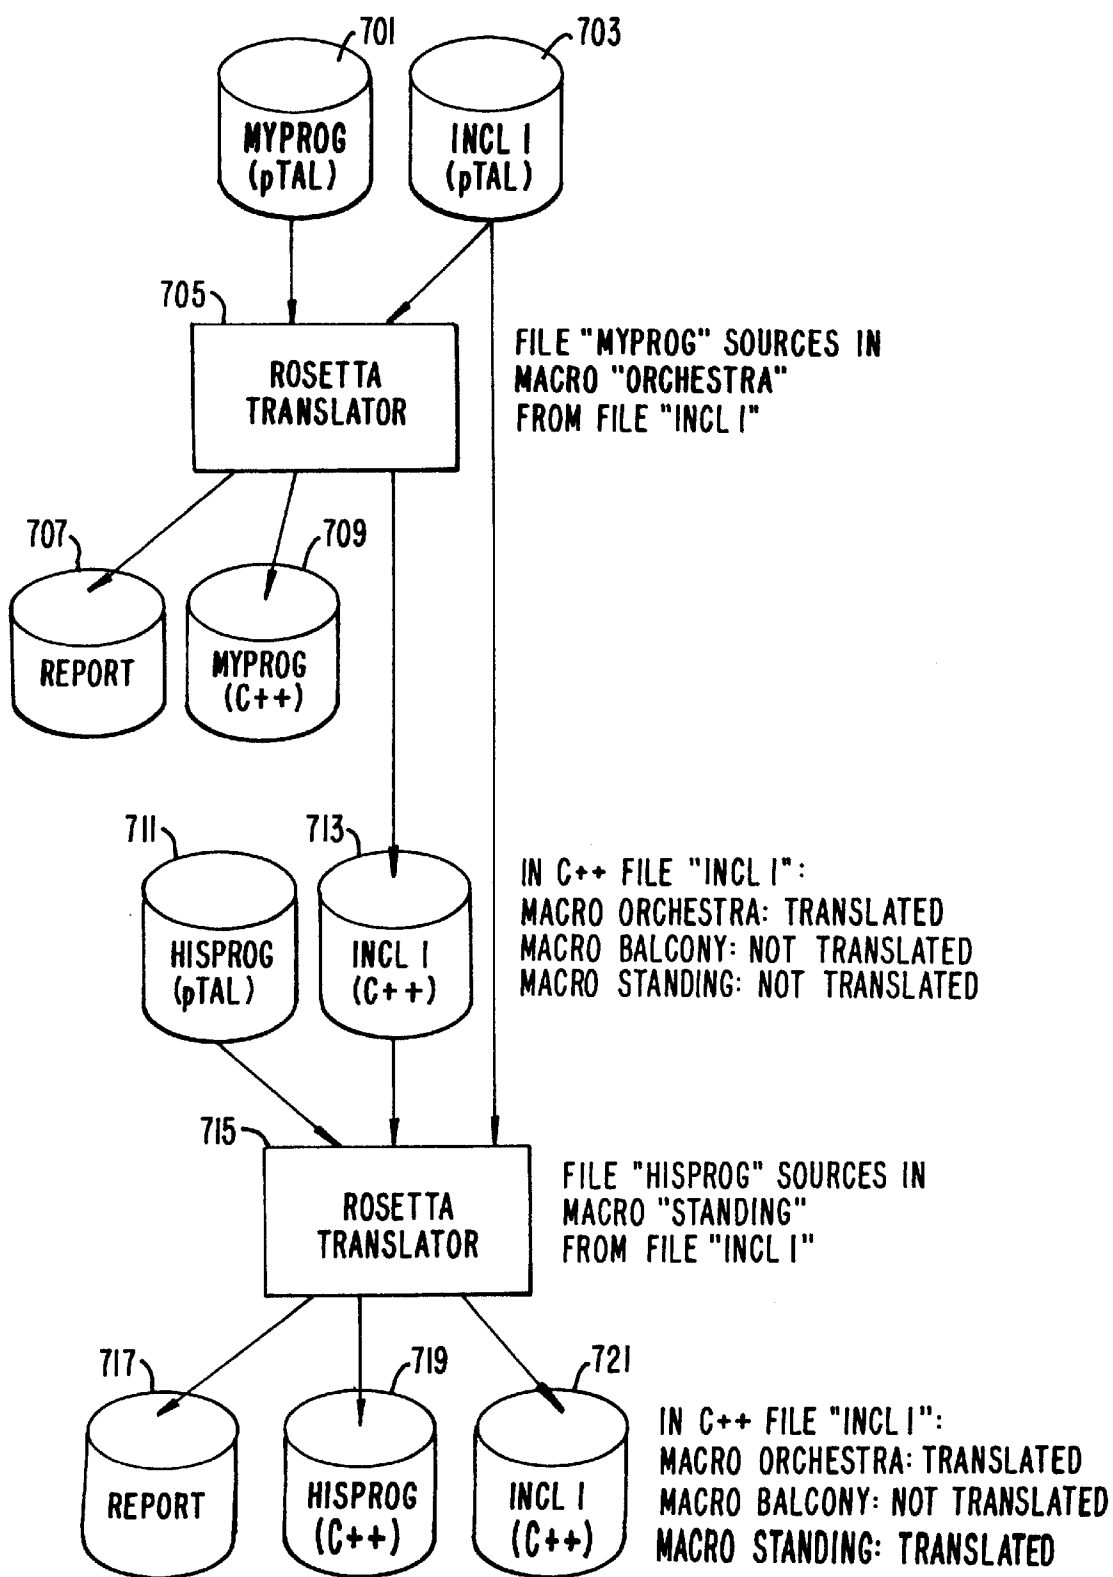 701
703
MYPROG
(pTAL)
INCL 1
(pTAL)
705
ROSETTA
TRANSLATOR
FILE "MYPROG" SOURCES IN
MACRO "ORCHESTRA"
FROM FILE "INCL 1"
707
709
REPORT
MYPROG
(C++)
711
713
HISPROG
(pTAL)
INCL 1
(C++)
IN C++ FILE "INCL 1":
MACRO ORCHESTRA: TRANSLATED
MACRO BALCONY: NOT TRANSLATED
MACRO STANDING: NOT TRANSLATED
715
ROSETTA
TRANSLATOR
FILE "HISPROG" SOURCES IN
MACRO "STANDING"
FROM FILE "INCL 1"
717
719
721
REPORT
HISPROG
(C++)
INCL 1
(C++)
IN C++ FILE "INCL 1":
MACRO ORCHESTRA: TRANSLATED
MACRO BALCONY: NOT TRANSLATED
MACRO STANDING: TRANSLATED